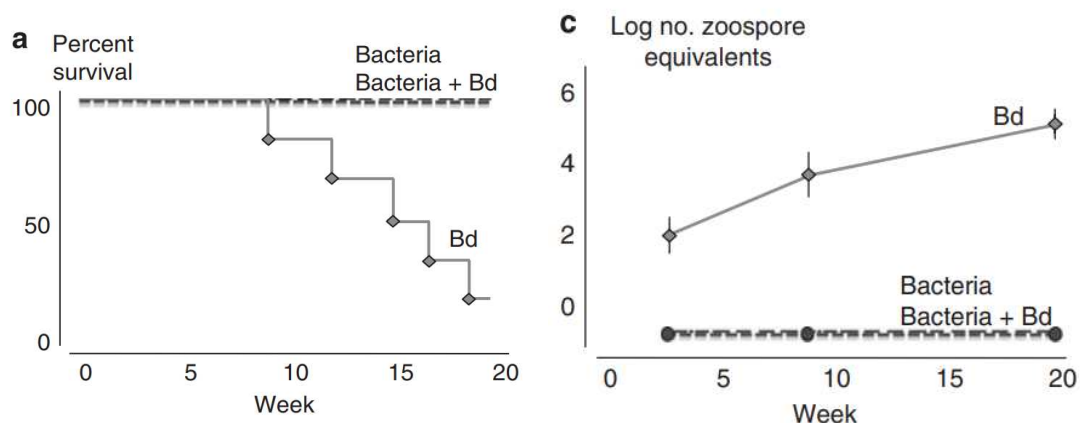 a
Percent
survival
Bacteria
Bacteria + Bd
100
50
0
Bd
0 5 10 15 20
Week
c
Log no. zoospore
equivalents
6
4
2
0
Bd
Bacteria
Bacteria + Bd
0 5 10 15 20
Week